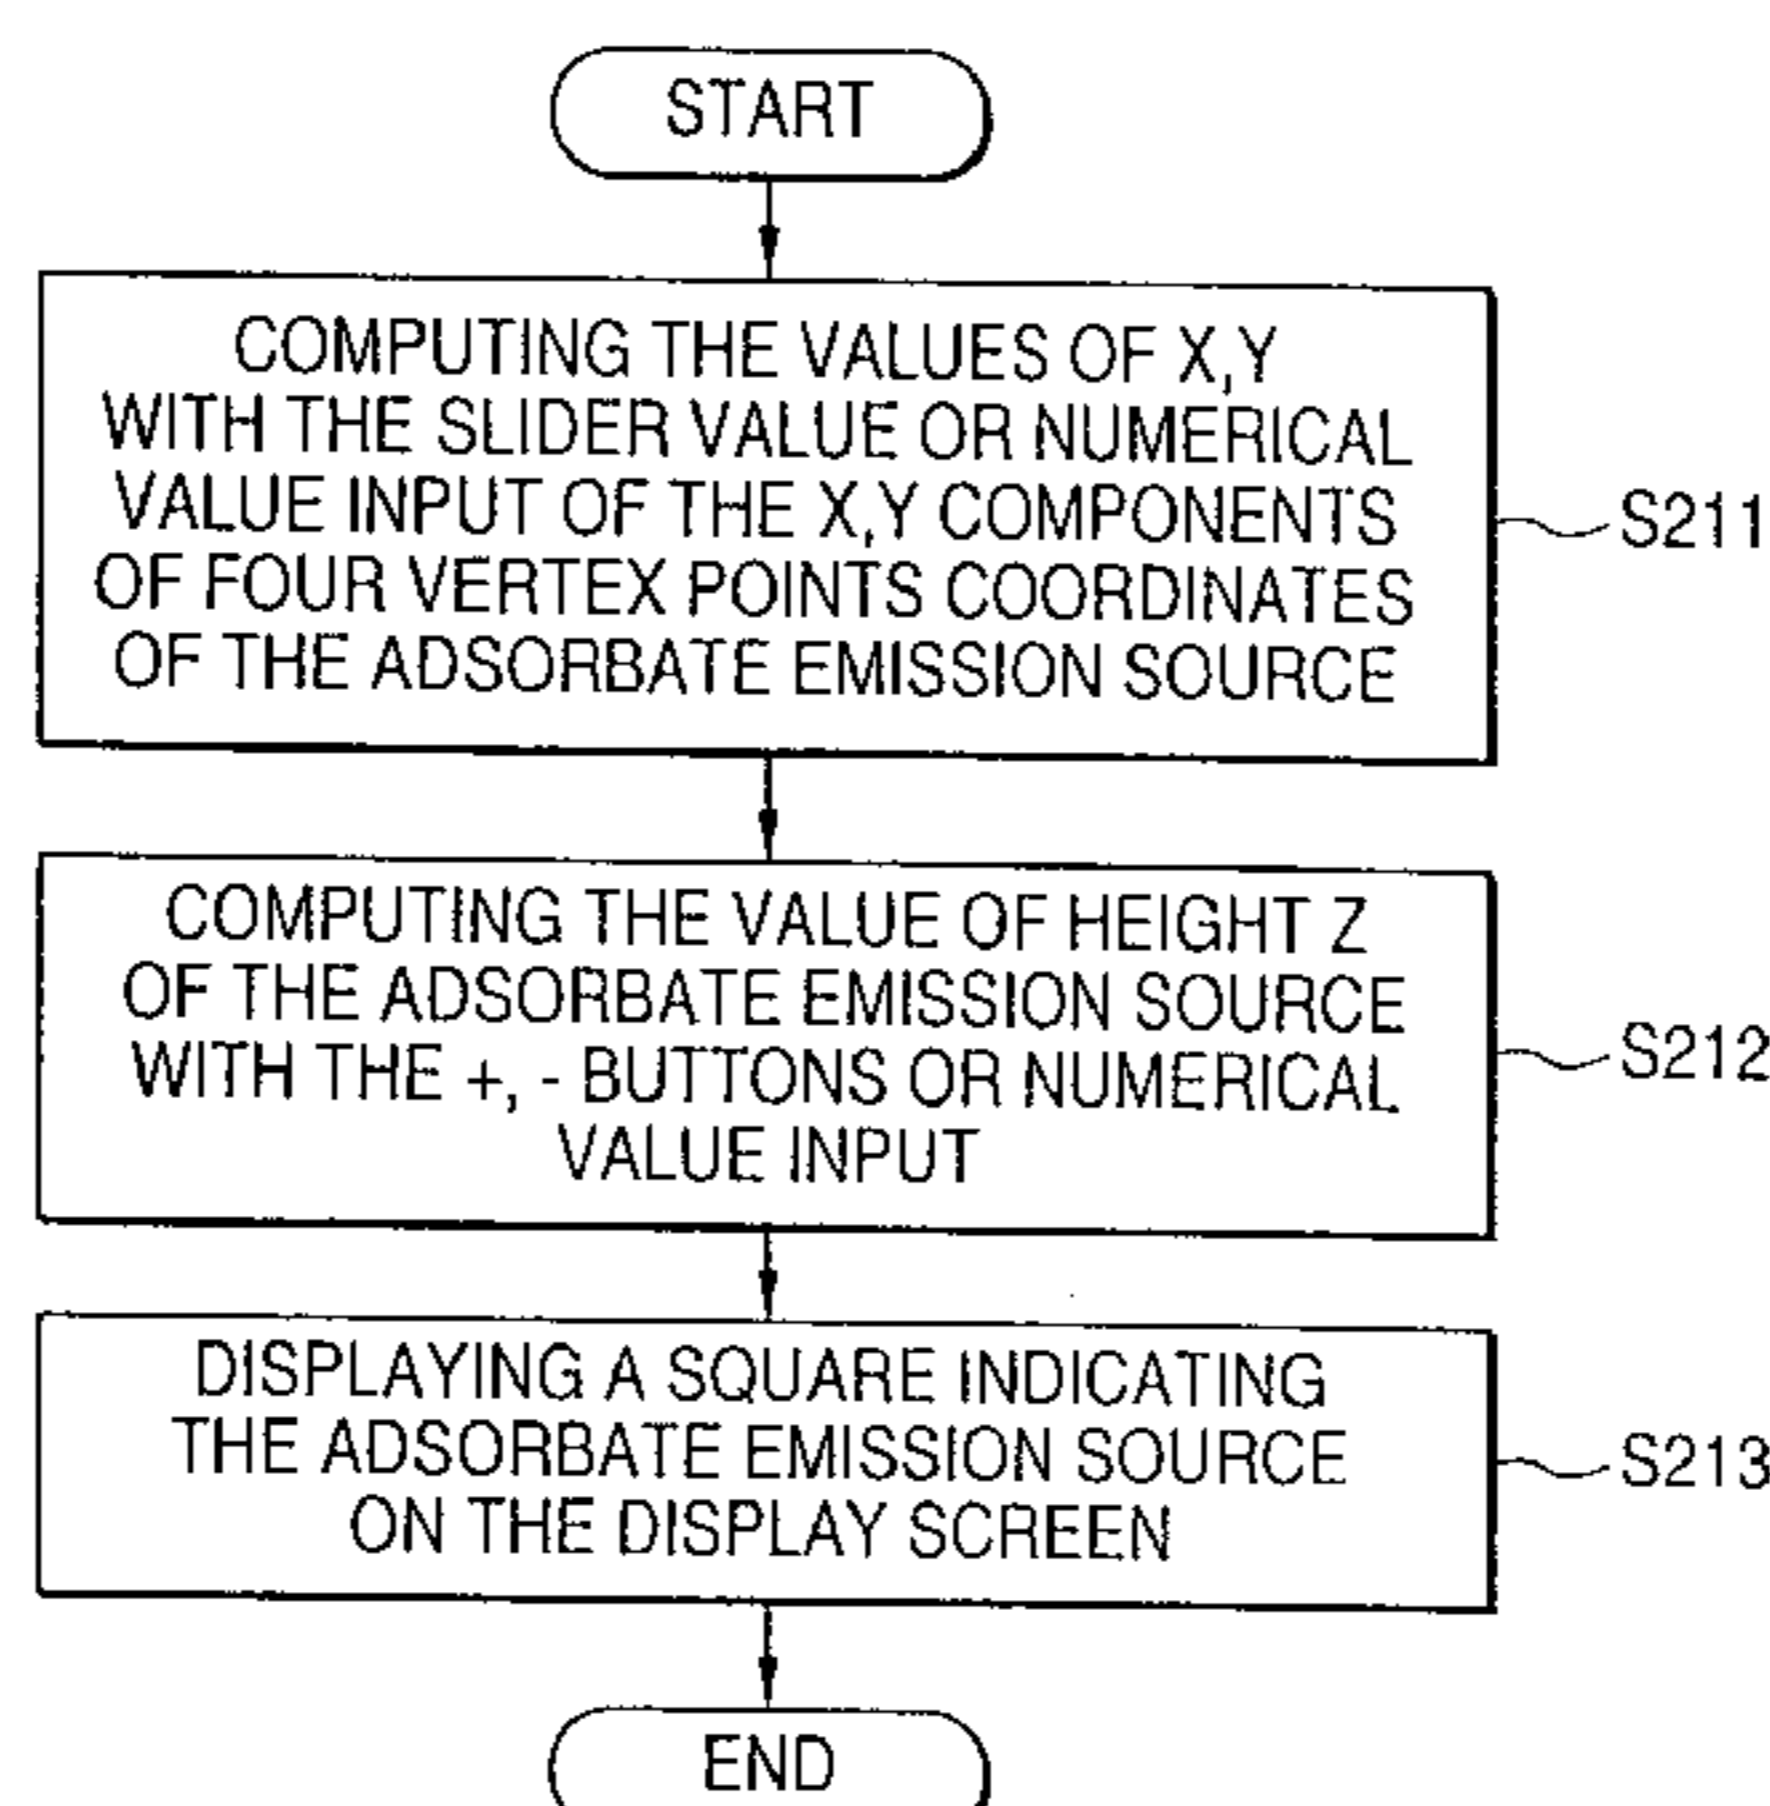 START
COMPUTING THE VALUES OF X,Y
WITH THE SLIDER VALUE OR NUMERICAL
VALUE INPUT OF THE X,Y COMPONENTS
OF FOUR VERTEX POINTS COORDINATES
OF THE ADSORBATE EMISSION SOURCE
S211
COMPUTING THE VALUE OF HEIGHT Z
OF THE ADSORBATE EMISSION SOURCE
WITH THE +, - BUTTONS OR NUMERICAL
VALUE INPUT
S212
DISPLAYING A SQUARE INDICATING
THE ADSORBATE EMISSION SOURCE
ON THE DISPLAY SCREEN
S213
END